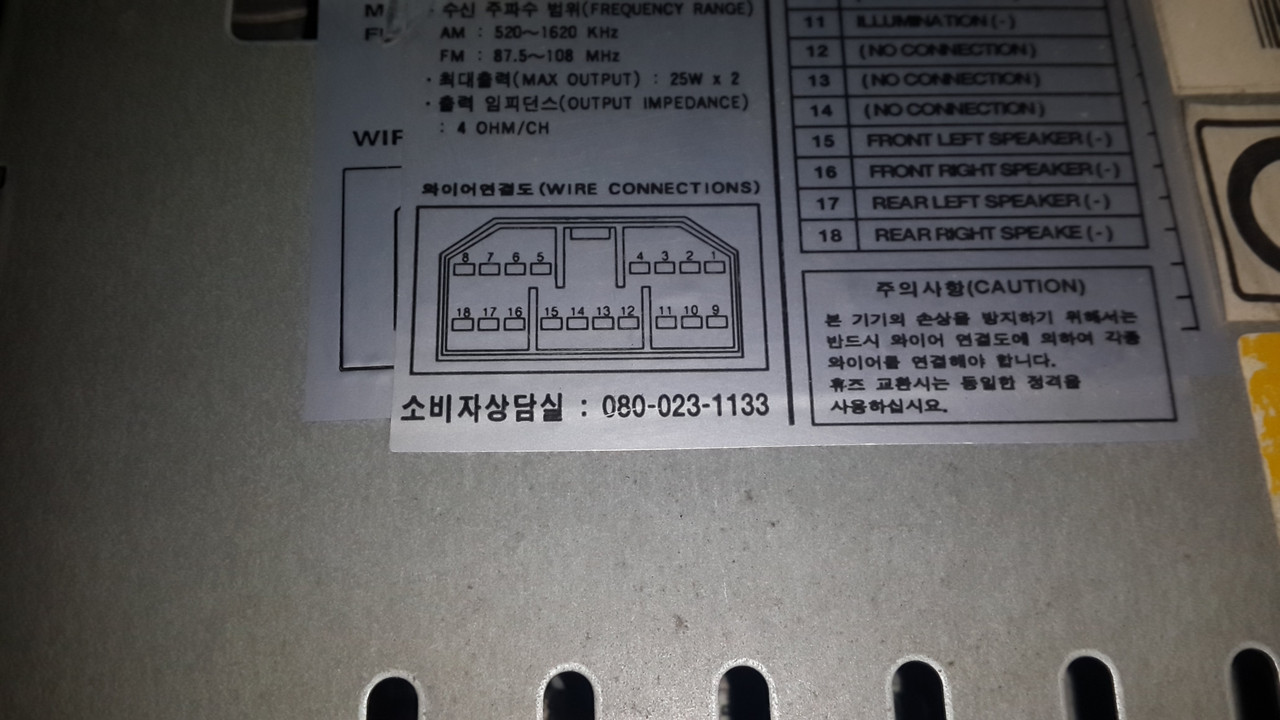 수신 주파수 범위(FREQUENCY RANGE)
AM : 520~1620 KHz
FM : 87.5~108 MHz
· 최대출력(MAX OUTPUT) : 25W x 2
· 출력 임피던스(OUTPUT IMPEDANCE)
: 4 OHM/CH
WIR
와이어연결도(WIRE CONNECTIONS)
8 7 6 5 4 3 2 1
18 17 16 15 14 13 12 11 10 9
소비자상담실 : 080-023-1133
11 ILLUMINATION (-)
12 (NO CONNECTION)
13 (NO CONNECTION)
14 (NO CONNECTION)
15 FRONT LEFT SPEAKER (-)
16 FRONT RIGHT SPEAKER (-)
17 REAR LEFT SPEAKER (-)
18 REAR RIGHT SPEAKE (-)
주의사항(CAUTION)
본 기기의 손상을 방지하기 위해서는
반드시 와이어 연결도에 의하여 각종
와이어를 연결해야 합니다.
휴즈 교환시는 동일한 정격을
사용하십시요.